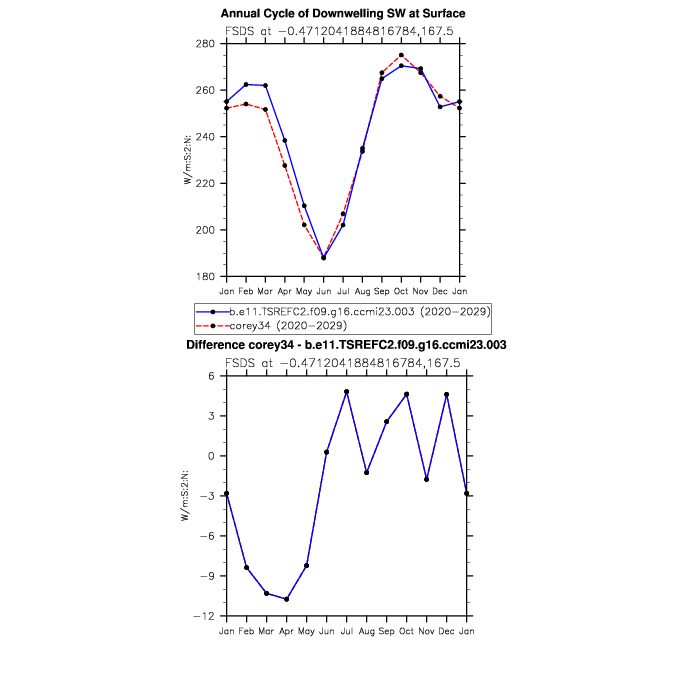 Annual Cycle of Downwelling SW at Surface
FSDS at −0.4712041884816784,167.5
280
260
240
220
200
180
W/m:S:2:N:
Jan Feb Mar Apr May Jun Jul Aug Sep Oct Nov Dec Jan
b.e11.TSREFC2.f09.g16.ccmi23.003 (2020−2029)
corey34 (2020−2029)
Difference corey34 - b.e11.TSREFC2.f09.g16.ccmi23.003
FSDS at −0.4712041884816784,167.5
6
3
0
−3
−6
−9
−12
W/m:S:2:N:
Jan Feb Mar Apr May Jun Jul Aug Sep Oct Nov Dec Jan